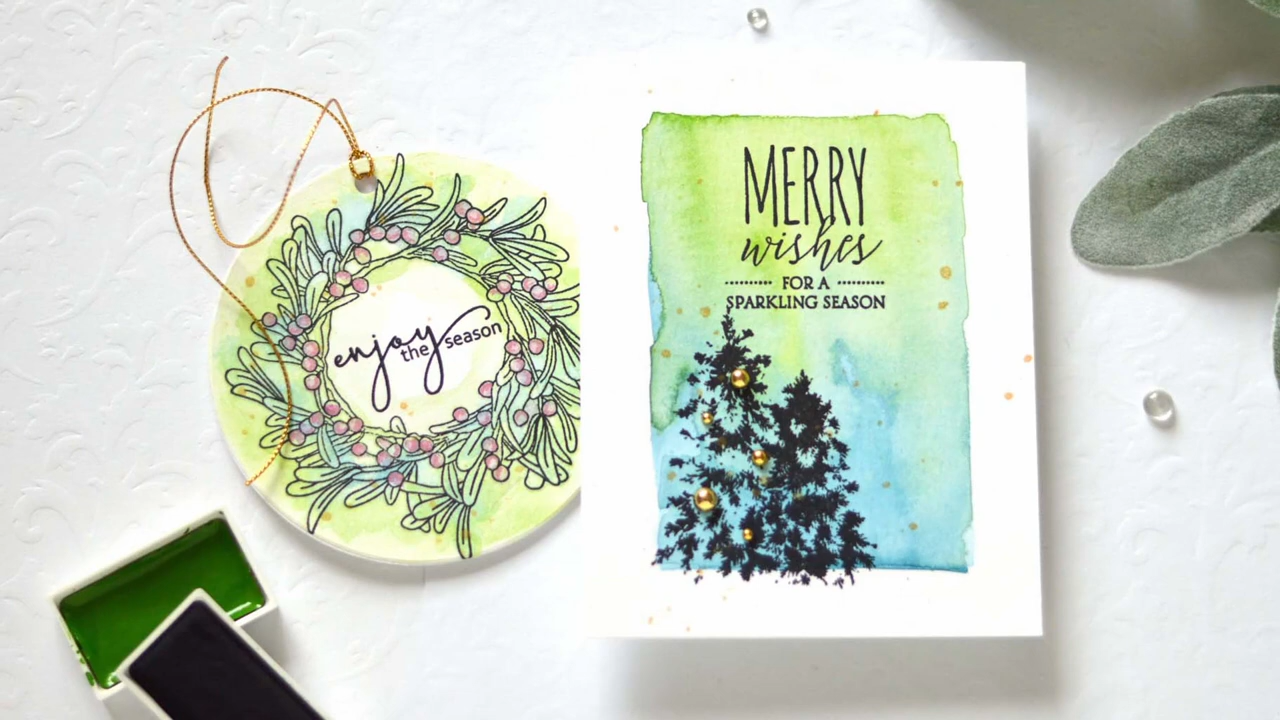 enjoy
the season
MERRY
wishes
FOR A
SPARKLING SEASON